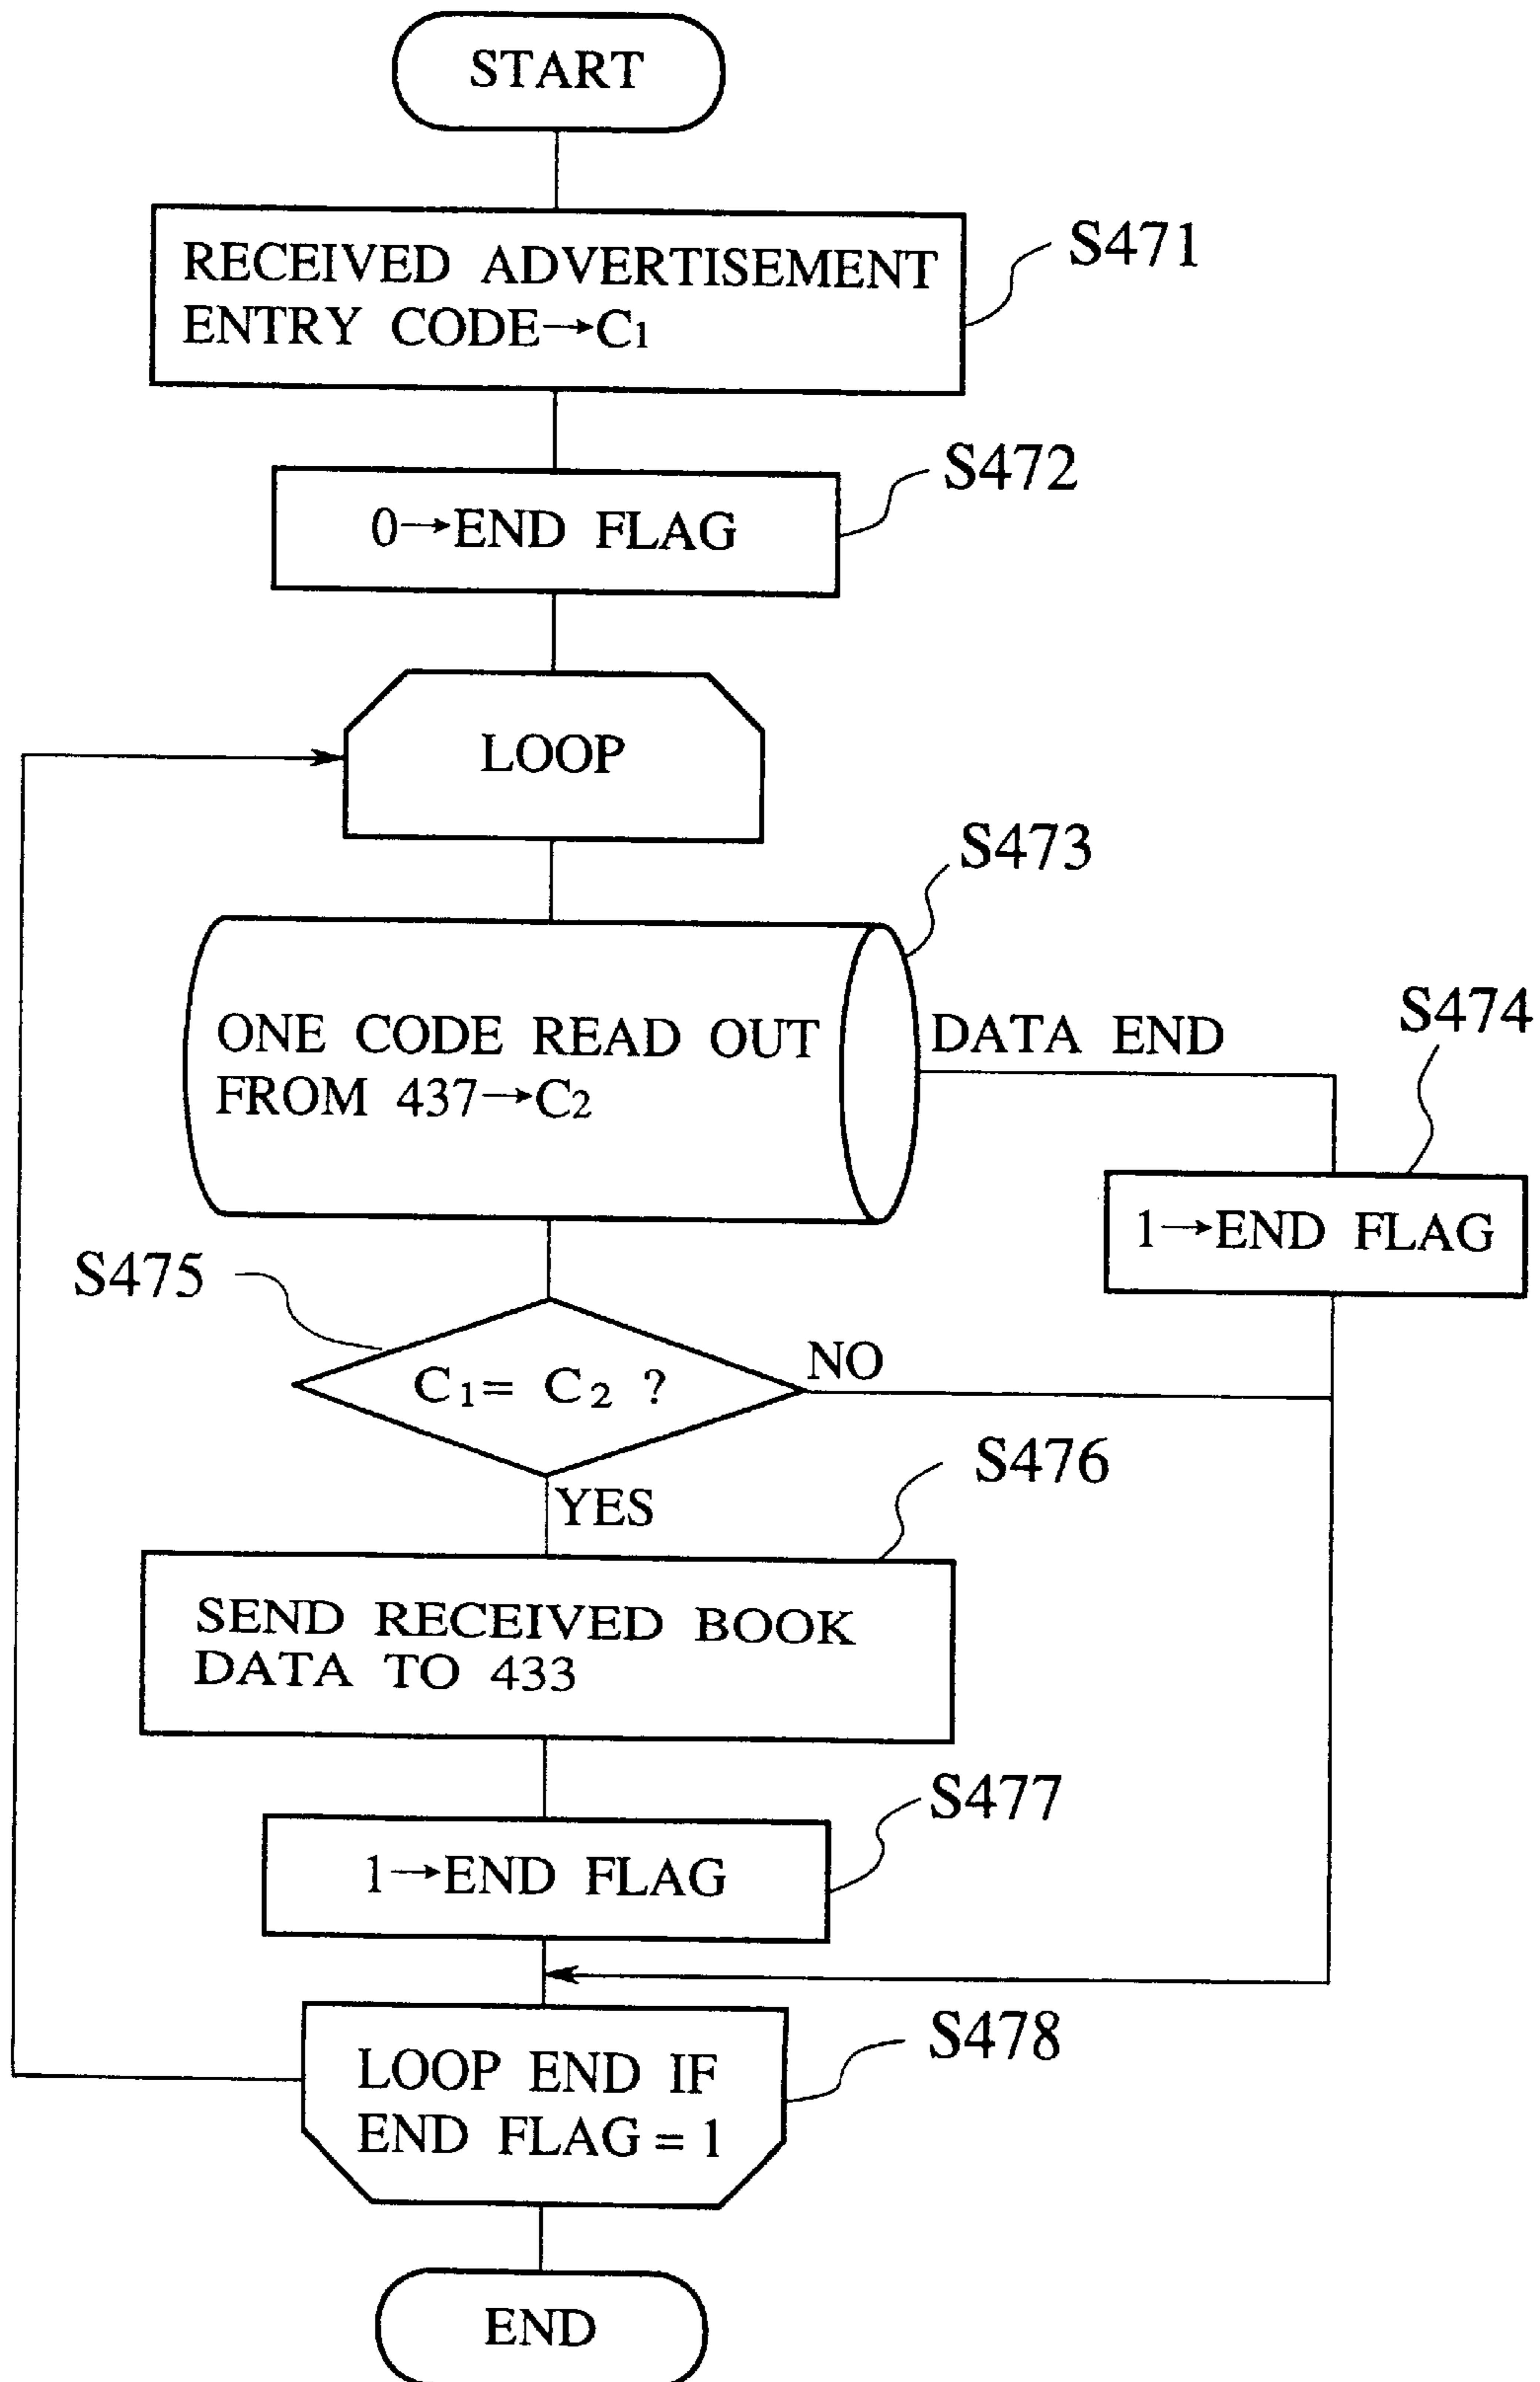 START
RECEIVED ADVERTISEMENT
ENTRY CODE→C1
S471
0→END FLAG
S472
LOOP
S473
ONE CODE READ OUT
FROM 437→C2
DATA END
S474
1→END FLAG
S475
C1= C2 ?
NO
YES
S476
SEND RECEIVED BOOK
DATA TO 433
S477
1→END FLAG
S478
LOOP END IF
END FLAG = 1
END